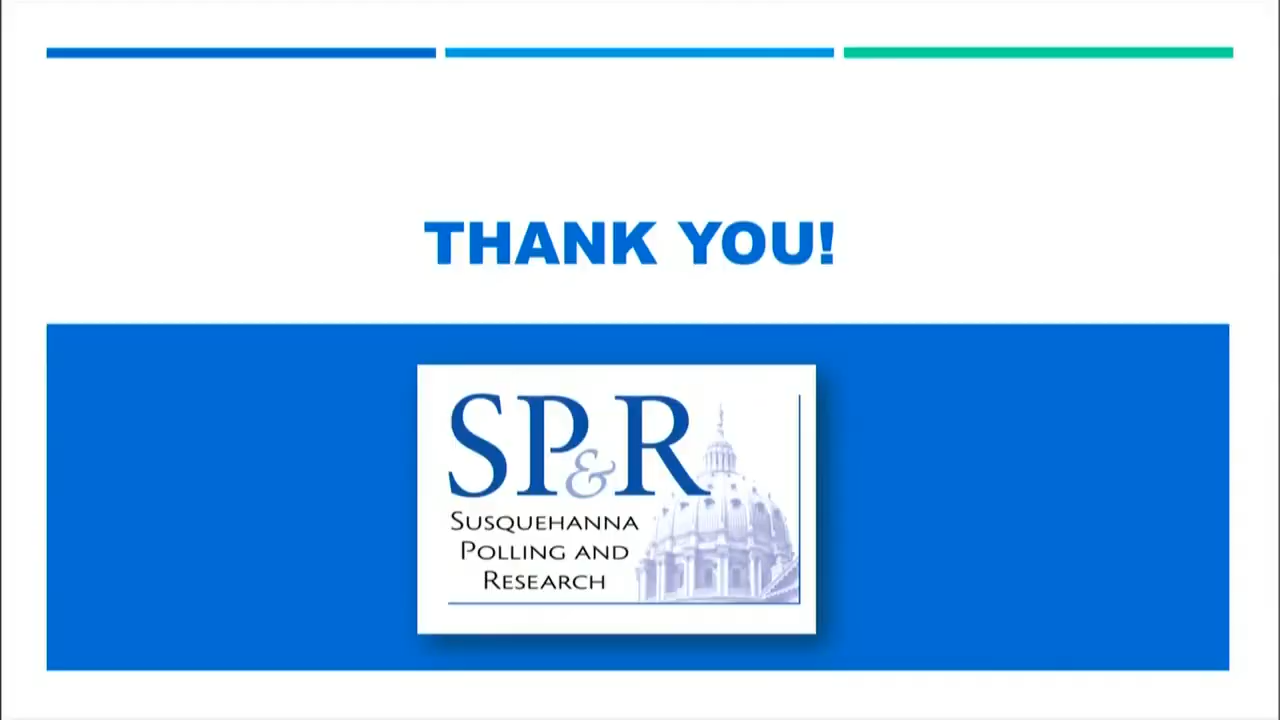 THANK YOU!
SP&R
SUSQUEHANNA
POLLING AND
RESEARCH